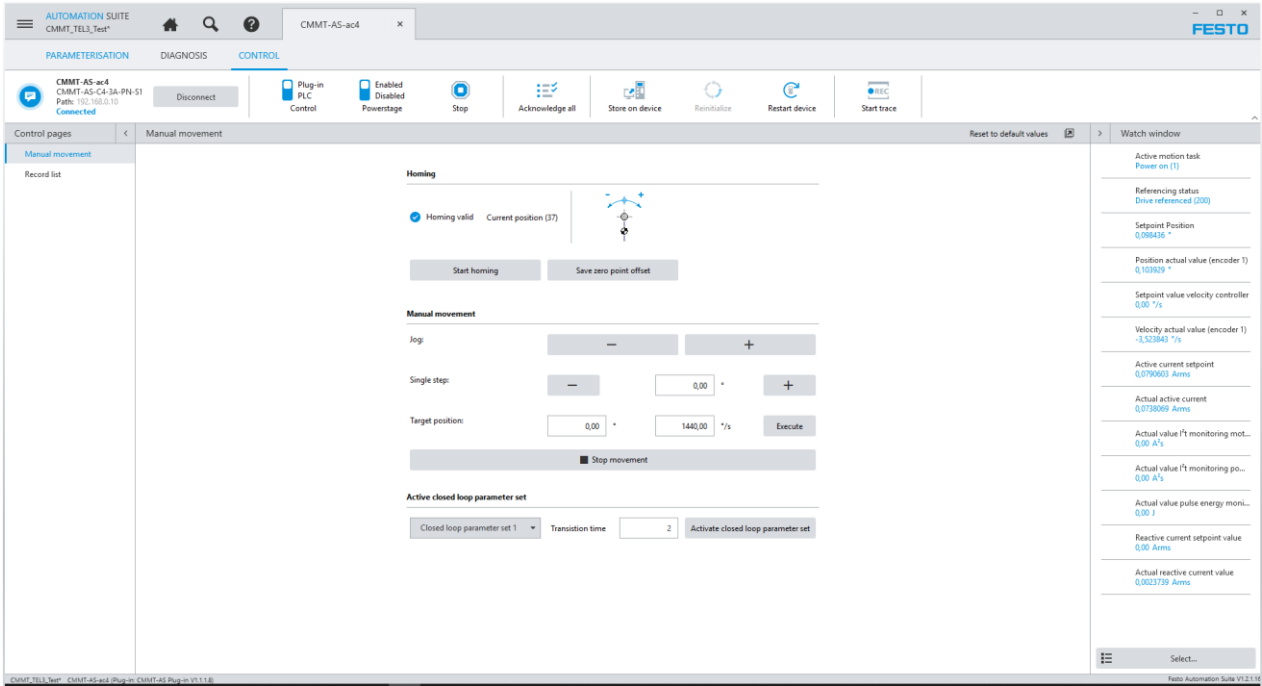 AUTOMATION SUITE
CMMT_TEL3_Test*
CMMT-AS-ac4
FESTO
PARAMETERISATION
DIAGNOSIS
CONTROL
CMMT-AS-ac4
CMMT-AS-C4-3A-PN-S1
Path: 192.168.0.10
Connected
Disconnect
Plug-in
PLC
Control
Enabled
Disabled
Powerstage
Stop
Acknowledge all
Store on device
Reinitialize
Restart device
REC
Start trace
Control pages
Manual movement
Reset to default values
Watch window
Manual movement
Record list
Homing
Homing valid
Current position (37)
- +
Start homing
Save zero point offset
Manual movement
Jog:
— +
Single step:
— 0,00 ° +
Target position:
0,00 ° 1440,00 °/s Execute
Stop movement
Active closed loop parameter set
Closed loop parameter set 1
Transistion time
2
Activate closed loop parameter set
Active motion task
Power on (1)
Referencing status
Drive referenced (200)
Setpoint Position
0,098436 °
Position actual value (encoder 1)
0,103929 °
Setpoint value velocity controller
0,00 °/s
Velocity actual value (encoder 1)
-3,523843 °/s
Active current setpoint
0,0790603 Arms
Actual active current
0,0738069 Arms
Actual value I²t monitoring mot...
0,00 A²s
Actual value I²t monitoring po...
0,00 A²s
Actual value pulse energy moni...
0,00 J
Reactive current setpoint value
0,00 Arms
Actual reactive current value
0,0023739 Arms
Select...
CMMT_TEL3_Test* CMMT-AS-ac4 (Plug-in: CMMT-AS Plug-in V1.1.1.8)
Festo Automation Suite V1.2.1.16